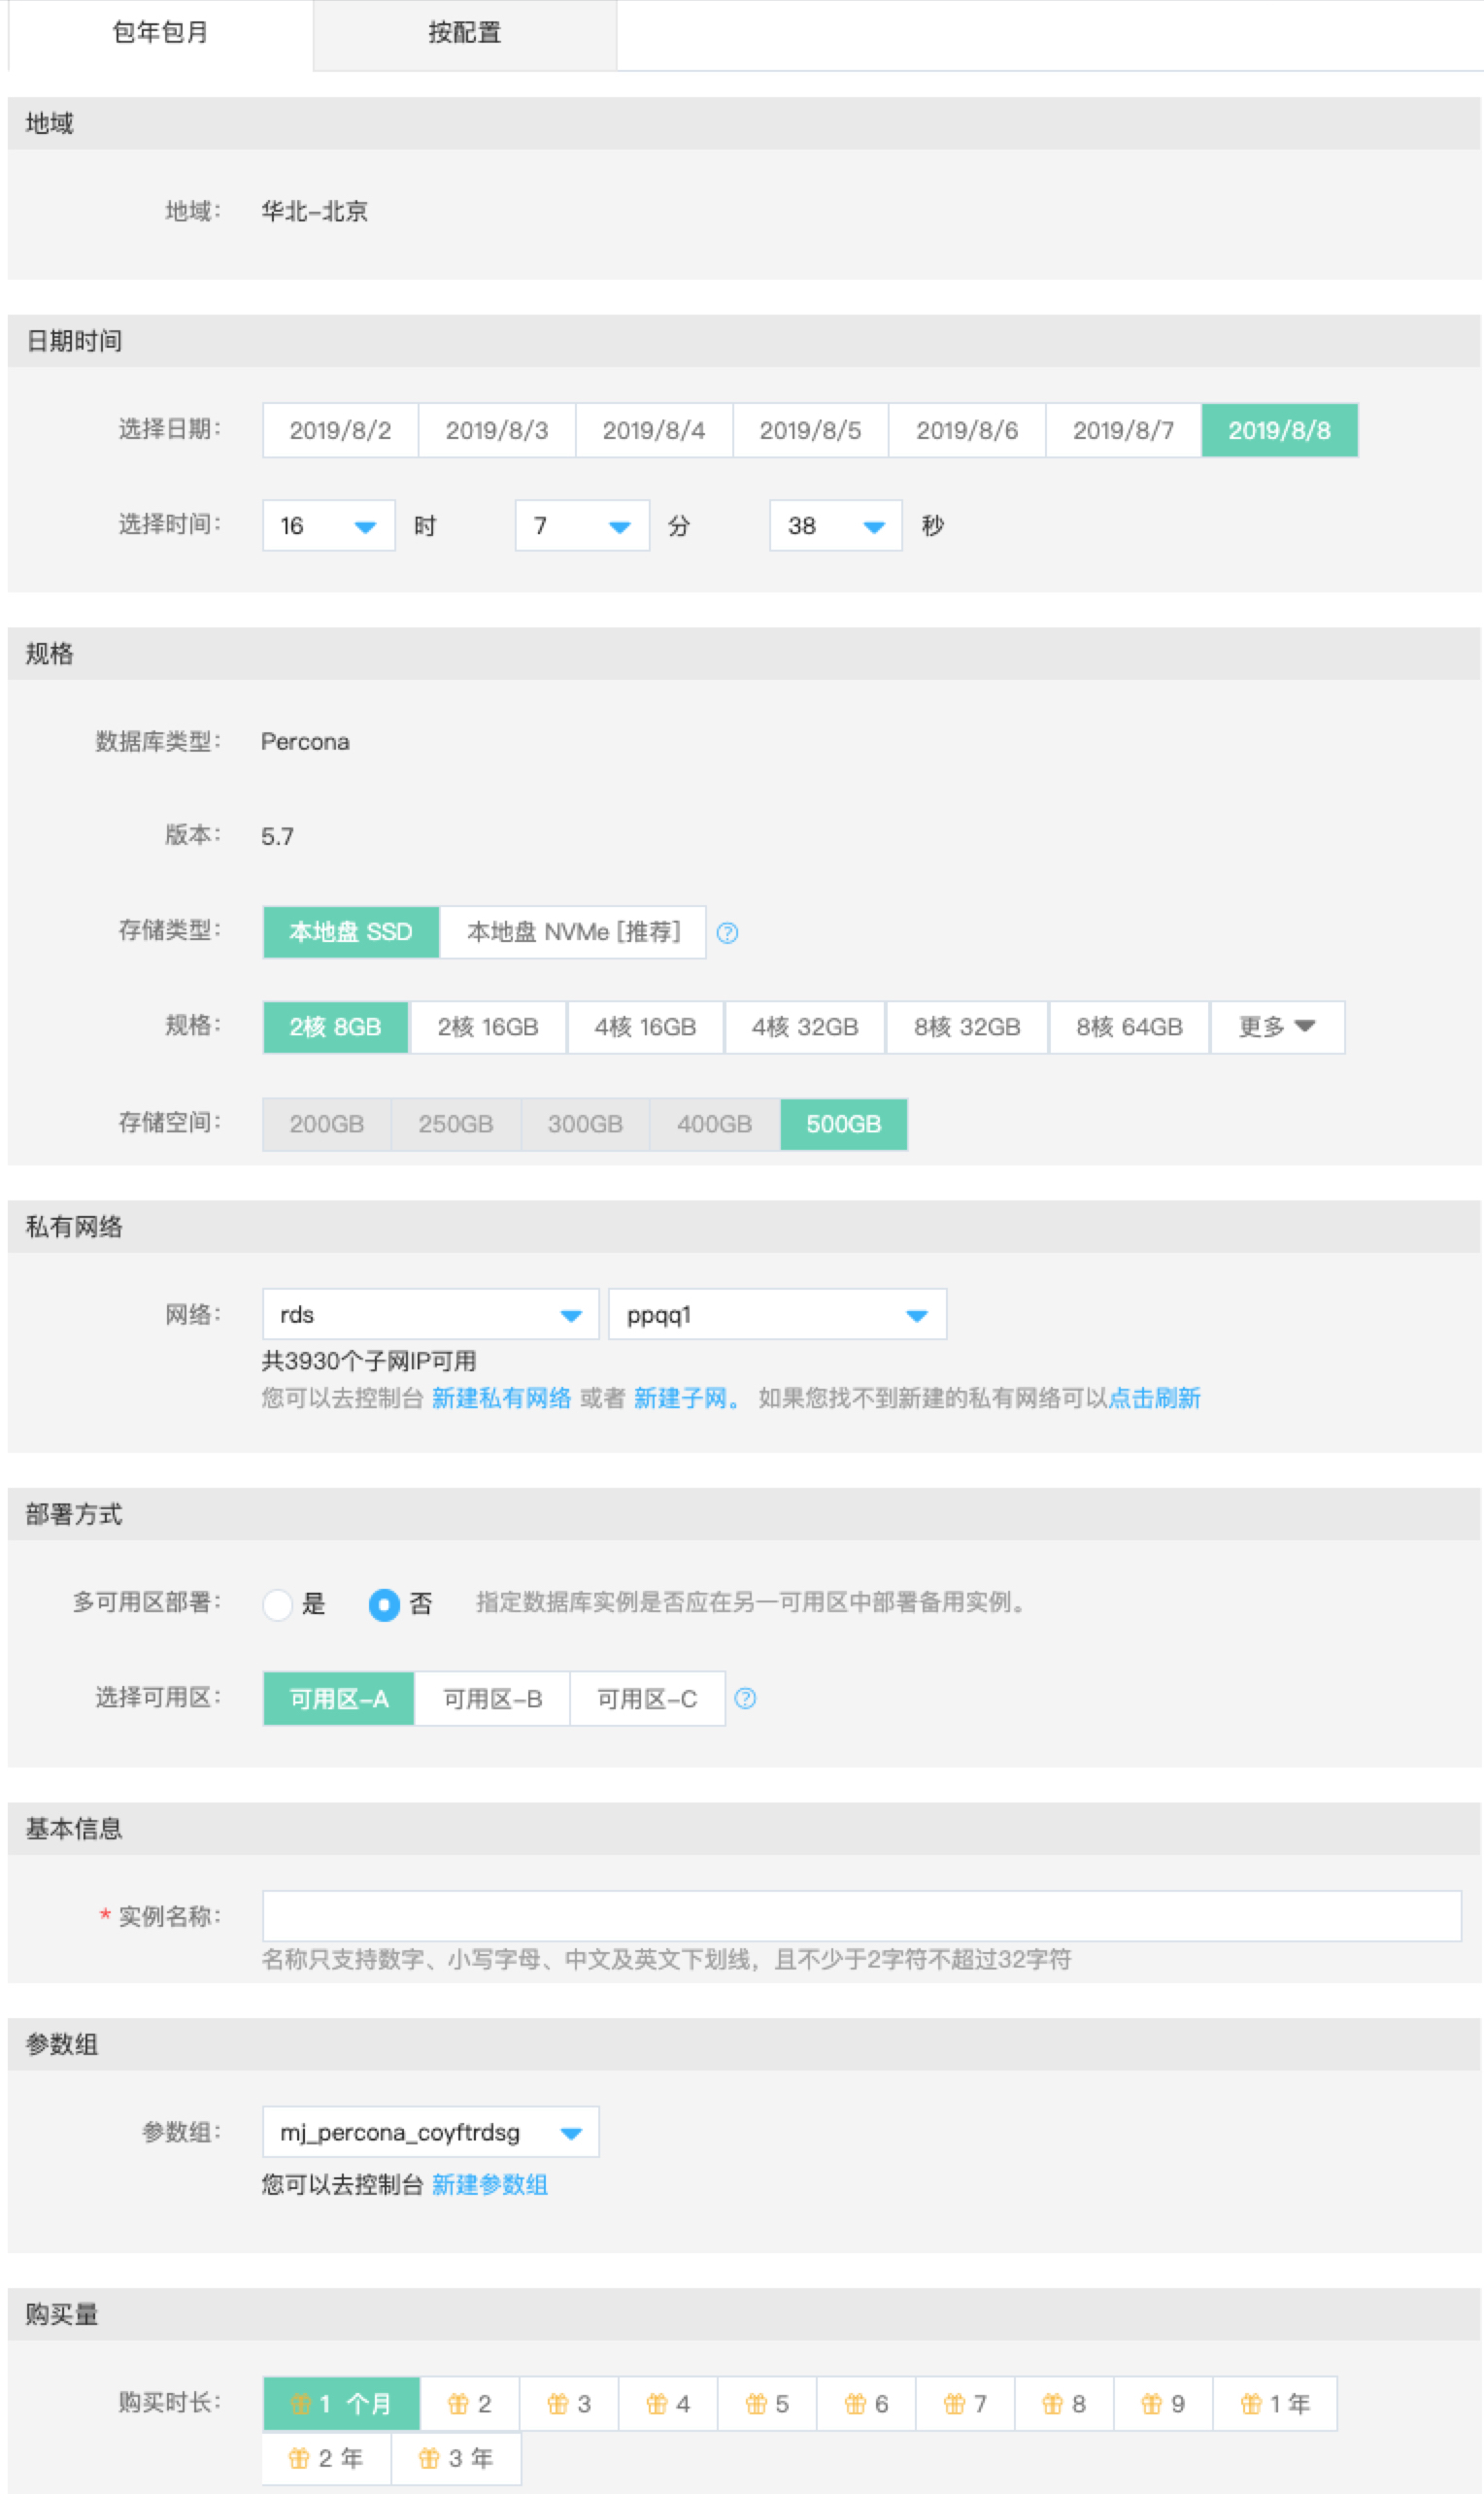 包年包月 按配置
地域
地域： 华北-北京
日期时间
选择日期： 2019/8/2 2019/8/3 2019/8/4 2019/8/5 2019/8/6 2019/8/7 2019/8/8
选择时间： 16 时 7 分 38 秒
规格
数据库类型： Percona
版本： 5.7
存储类型： 本地盘 SSD 本地盘 NVMe [推荐] ?
规格： 2核 8GB 2核 16GB 4核 16GB 4核 32GB 8核 32GB 8核 64GB 更多
存储空间： 200GB 250GB 300GB 400GB 500GB
私有网络
网络： rds ppqq1
共3930个子网IP可用
您可以去控制台 新建私有网络 或者 新建子网。 如果您找不到新建的私有网络可以点击刷新
部署方式
多可用区部署： 是 否 指定数据库实例是否应在另一可用区中部署备用实例。
选择可用区： 可用区-A 可用区-B 可用区-C ?
基本信息
* 实例名称：
名称只支持数字、小写字母、中文及英文下划线，且不少于2字符不超过32字符
参数组
参数组： mj_percona_coyftrdsg
您可以去控制台 新建参数组
购买量
购买时长： 1 个月 2 3 4 5 6 7 8 9 1 年
2 年 3 年